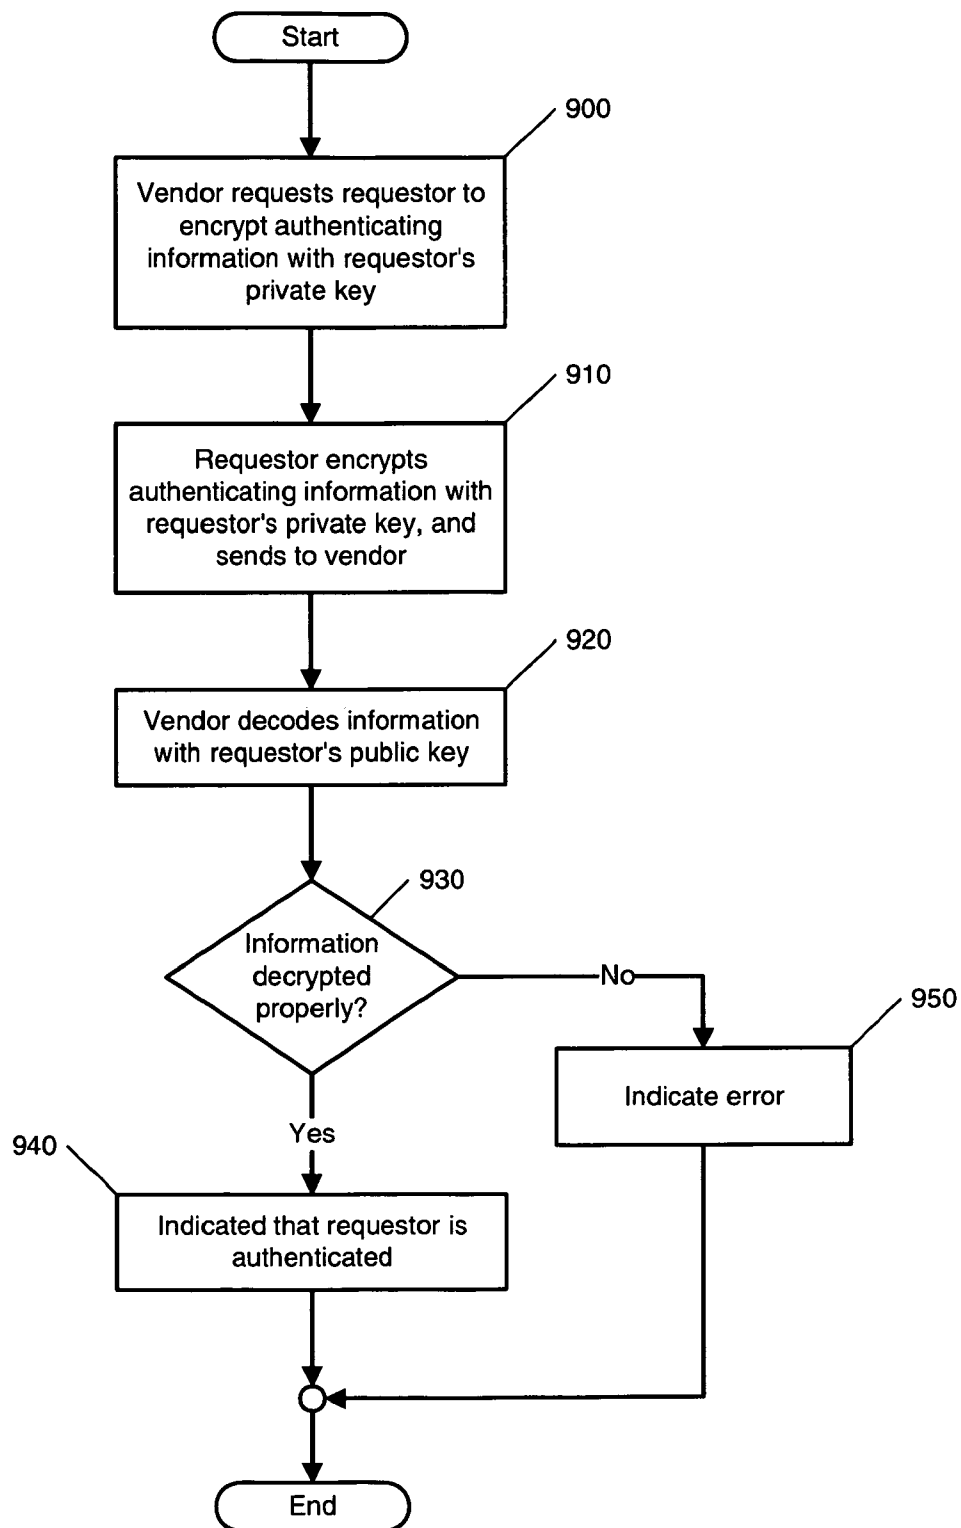 Start
900
Vendor requests requestor to
encrypt authenticating
information with requestor's
private key
910
Requestor encrypts
authenticating information with
requestor's private key, and
sends to vendor
920
Vendor decodes information
with requestor's public key
930
Information
decrypted
properly?
No
950
Indicate error
Yes
940
Indicated that requestor is
authenticated
End